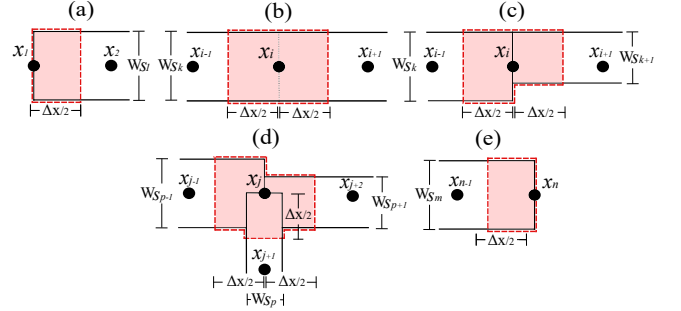 (a) (b) (c)
x1 x2 WS1 Δx/2
WSk xi-1 xi xi+1 Δx/2 Δx/2
WSk xi-1 xi xi+1 WSk+1 Δx/2 Δx/2
(d) (e)
WSp-1 xj-1 xj xj+2 WSp+1 Δx/2
xj+1
Δx/2 Δx/2
WSp
WSm xn-1 xn
Δx/2